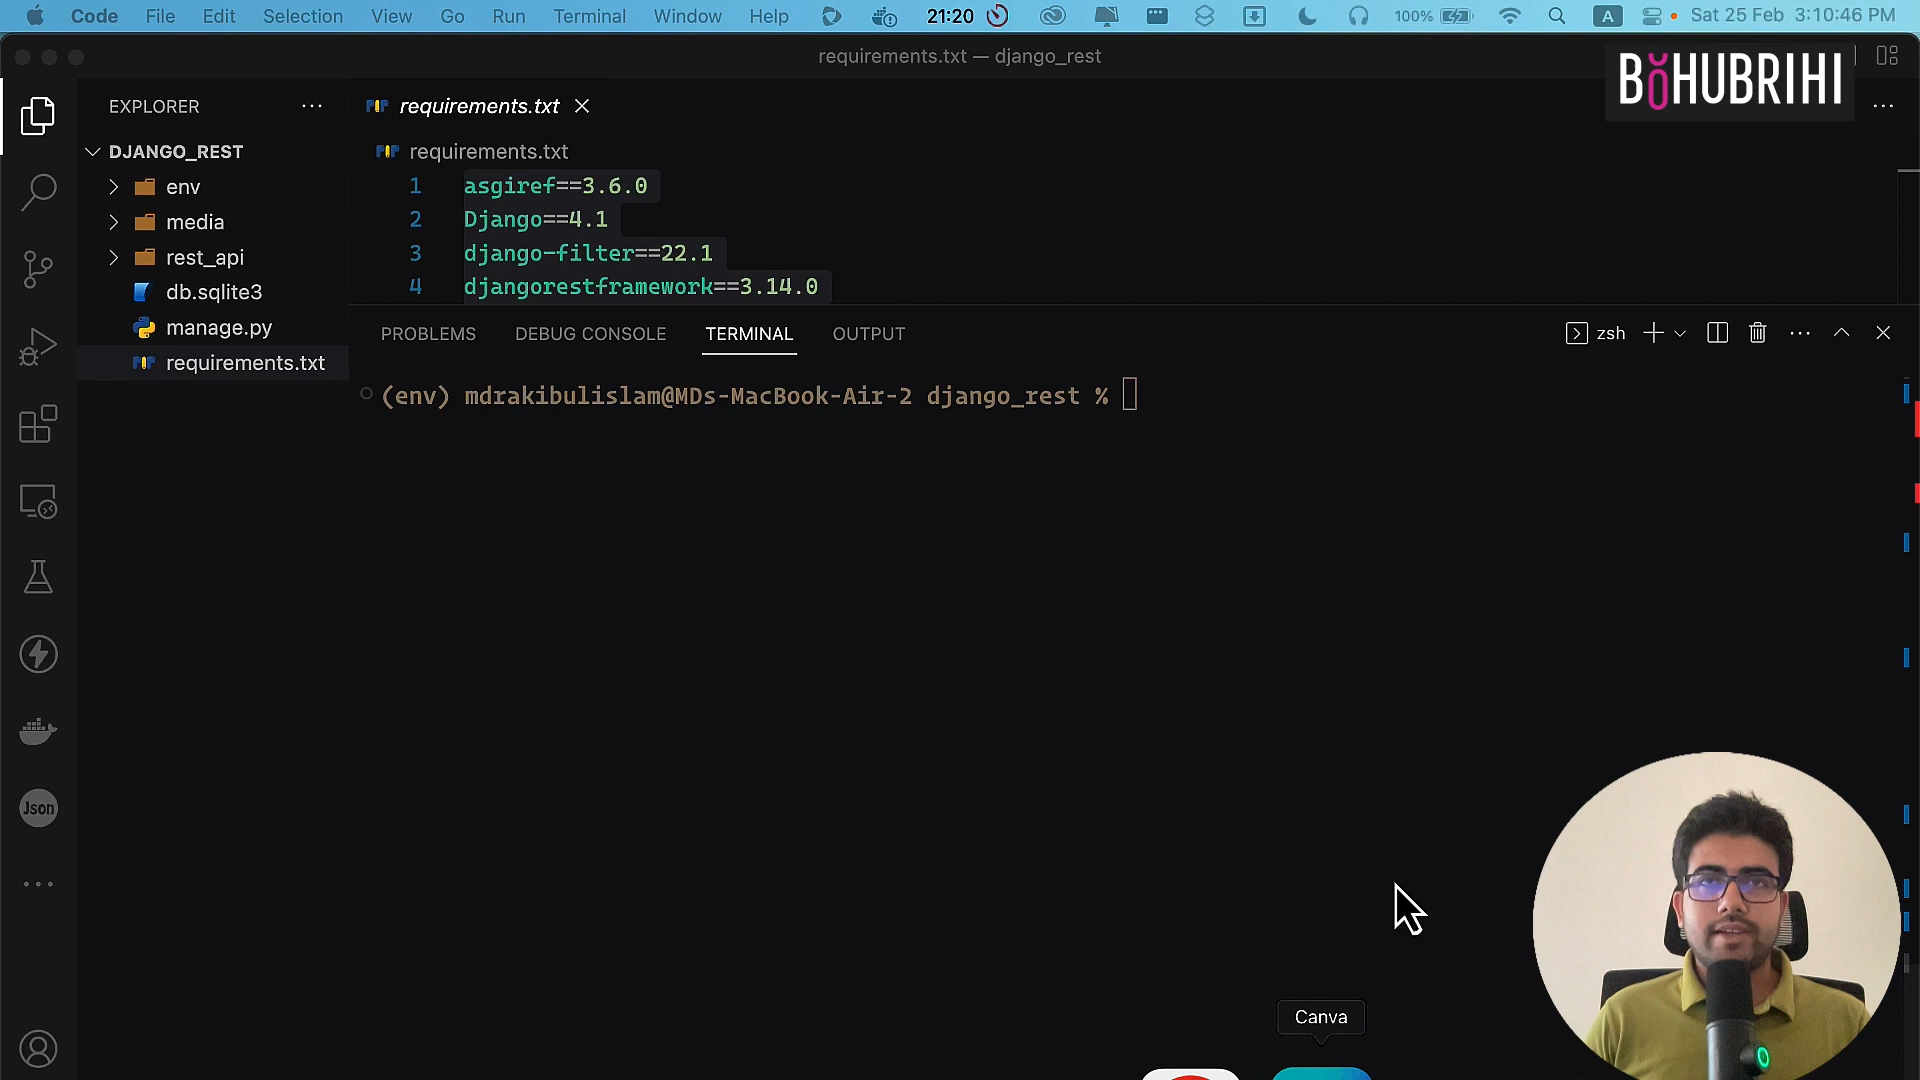 Code File Edit Selection View Go Run Terminal Window Help 21:20 100% A Sat 25 Feb 3:10:46 PM
requirements.txt — django_rest
BOHUBRIHI
EXPLORER
requirements.txt
DJANGO_REST
requirements.txt
env
media
rest_api
db.sqlite3
manage.py
requirements.txt
1 asgiref==3.6.0
2 Django==4.1
3 django-filter==22.1
4 djangorestframework==3.14.0
PROBLEMS DEBUG CONSOLE TERMINAL OUTPUT
zsh
(env) mdrakibulislam@MDs-MacBook-Air-2 django_rest %
Json
Canva